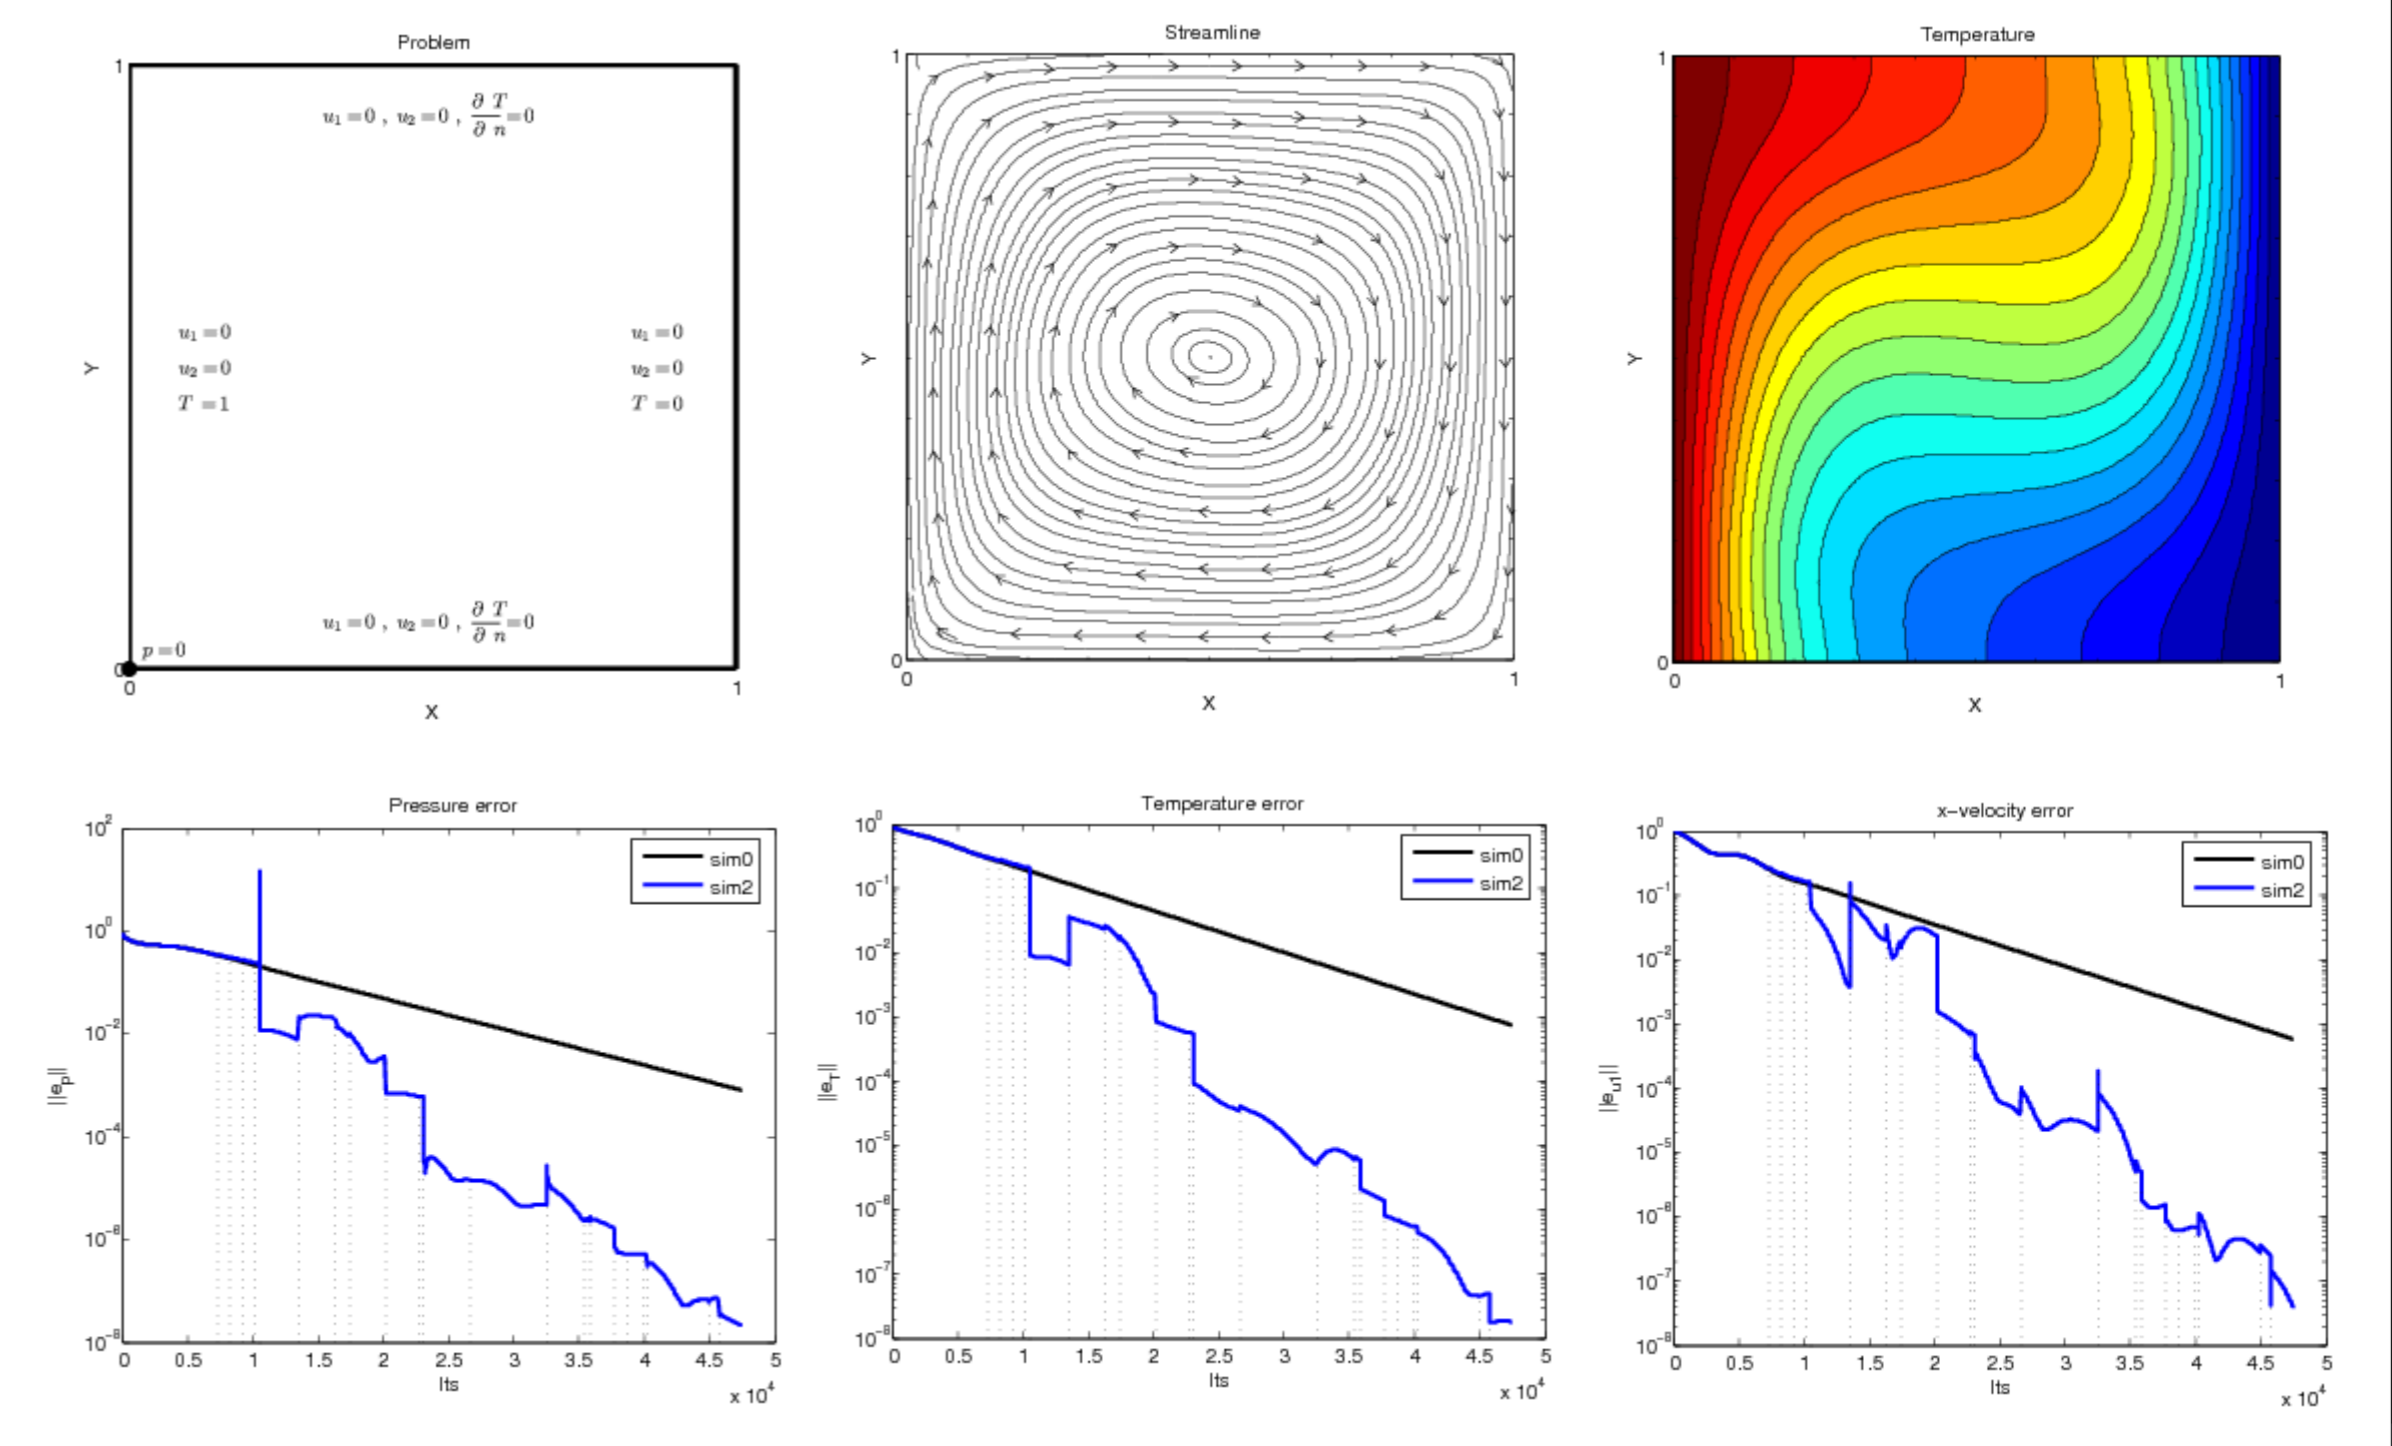 Problem
1
u₁=0 , u₂=0 , ∂ T / ∂ n =0
u₁=0
u₂=0
T =1
u₁=0
u₂=0
T =0
Y
u₁=0 , u₂=0 , ∂ T / ∂ n =0
p=0
0
0
1
X
Streamline
1
Y
0
0
1
X
Temperature
1
Y
0
0
1
X
Pressure error
10²
10⁰
10⁻²
10⁻⁴
10⁻⁶
10⁻⁸
||eₚ||
sim0
sim2
0 0.5 1 1.5 2 2.5 3 3.5 4 4.5 5
Its
x 10⁴
Temperature error
10⁰
10⁻¹
10⁻²
10⁻³
10⁻⁴
10⁻⁵
10⁻⁶
10⁻⁷
10⁻⁸
||e_T||
sim0
sim2
0 0.5 1 1.5 2 2.5 3 3.5 4 4.5 5
Its
x 10⁴
x−velocity error
10⁰
10⁻¹
10⁻²
10⁻³
10⁻⁴
10⁻⁵
10⁻⁶
10⁻⁷
10⁻⁸
||e_u1||
sim0
sim2
0 0.5 1 1.5 2 2.5 3 3.5 4 4.5 5
Its
x 10⁴